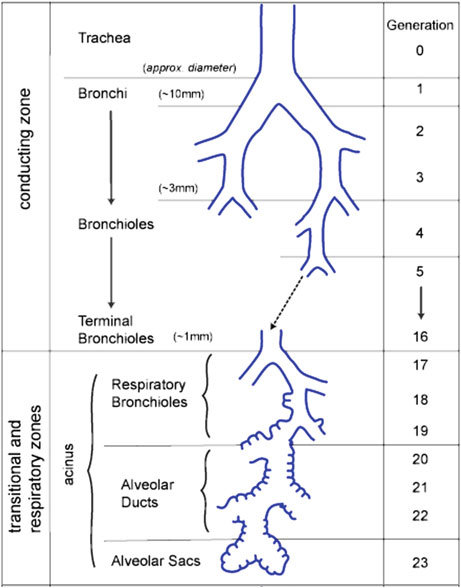 Generation
Trachea
0
(approx. diameter)
Bronchi (~10mm) 1
2
conducting zone
3
(~3mm)
Bronchioles 4
5
Terminal
Bronchioles (~1mm) 16
17
Respiratory
Bronchioles 18
19
transitional and
respiratory zones
acinus
20
Alveolar
Ducts
21
22
Alveolar Sacs 23